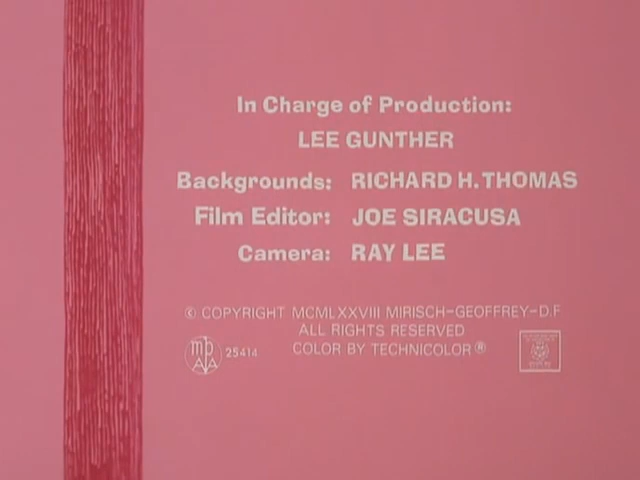 In Charge of Production:
LEE GUNTHER
Backgrounds: RICHARD H. THOMAS
Film Editor: JOE SIRACUSA
Camera: RAY LEE
© COPYRIGHT MCMLXXVIII MIRISCH-GEOFFREY-D.F
ALL RIGHTS RESERVED
COLOR BY TECHNICOLOR®
mpAA 25414